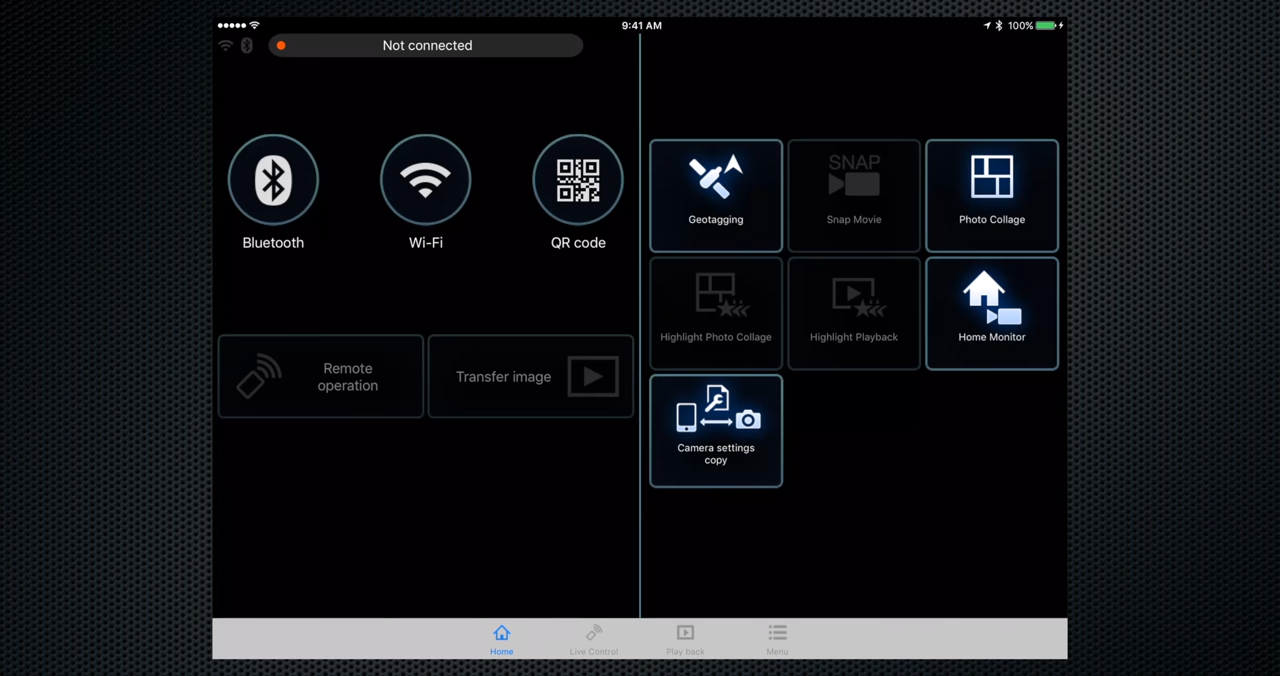 9:41 AM
100%
Not connected
Bluetooth
Wi-Fi
QR code
Remote
operation
Transfer image
Geotagging
SNAP
Snap Movie
Photo Collage
Highlight Photo Collage
Highlight Playback
Home Monitor
Camera settings
copy
Home
Live Control
Play back
Menu